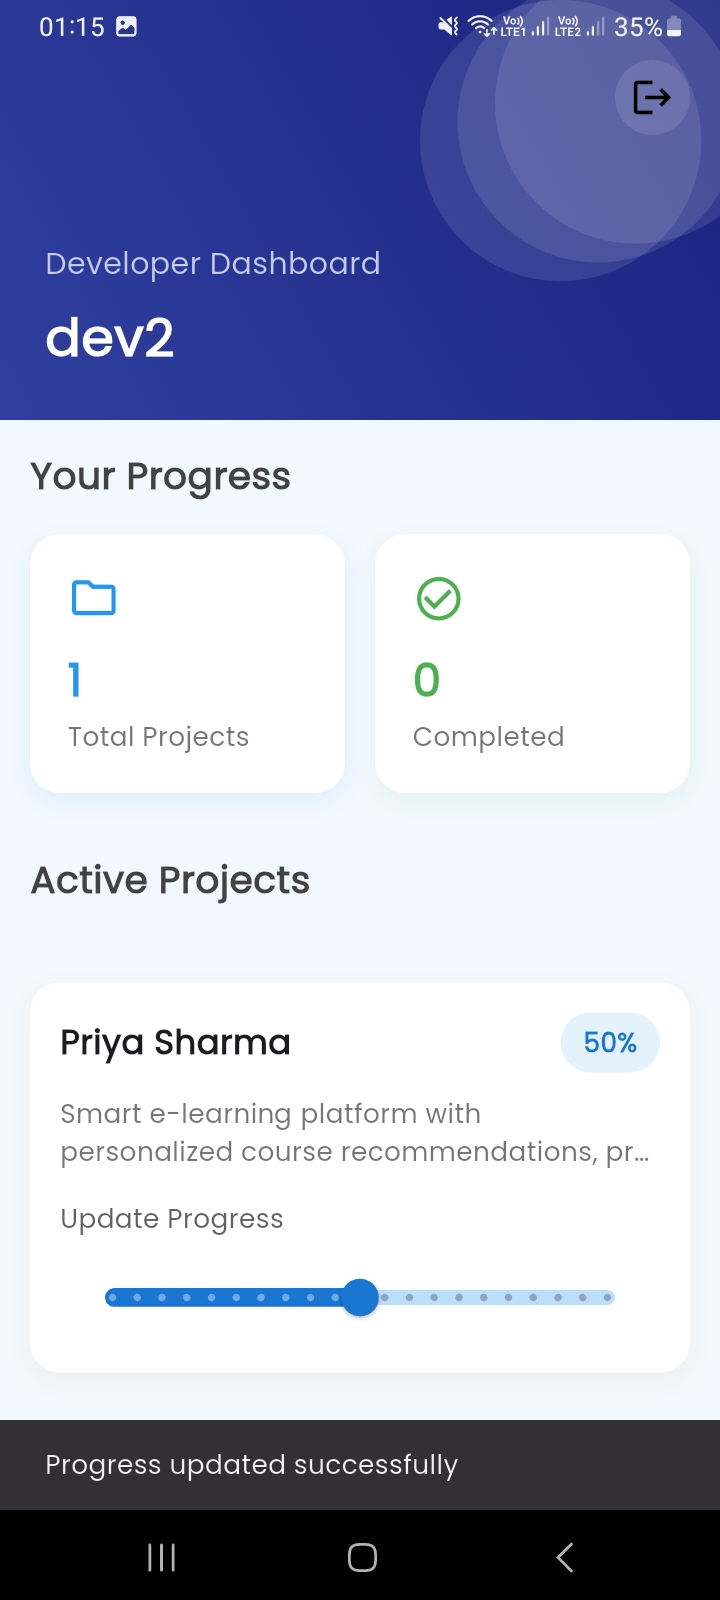 01:15 Vo)) LTE1 Vo)) LTE2 35%
Developer Dashboard
dev2
Your Progress
1
Total Projects
0
Completed
Active Projects
Priya Sharma 50%
Smart e-learning platform with
personalized course recommendations, pr...
Update Progress
Progress updated successfully